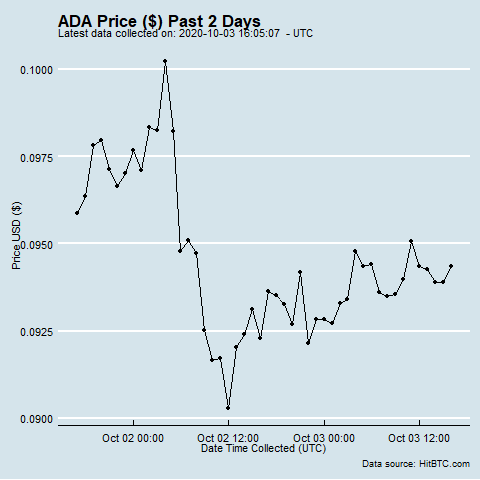 ADA Price ($) Past 2 Days
Latest data collected on: 2020-10-03 16:05:07  - UTC
Price USD ($)
0.1000
0.0975
0.0950
0.0925
0.0900
Oct 02 00:00 Oct 02 12:00 Oct 03 00:00 Oct 03 12:00
Date Time Collected (UTC)
Data source: HitBTC.com